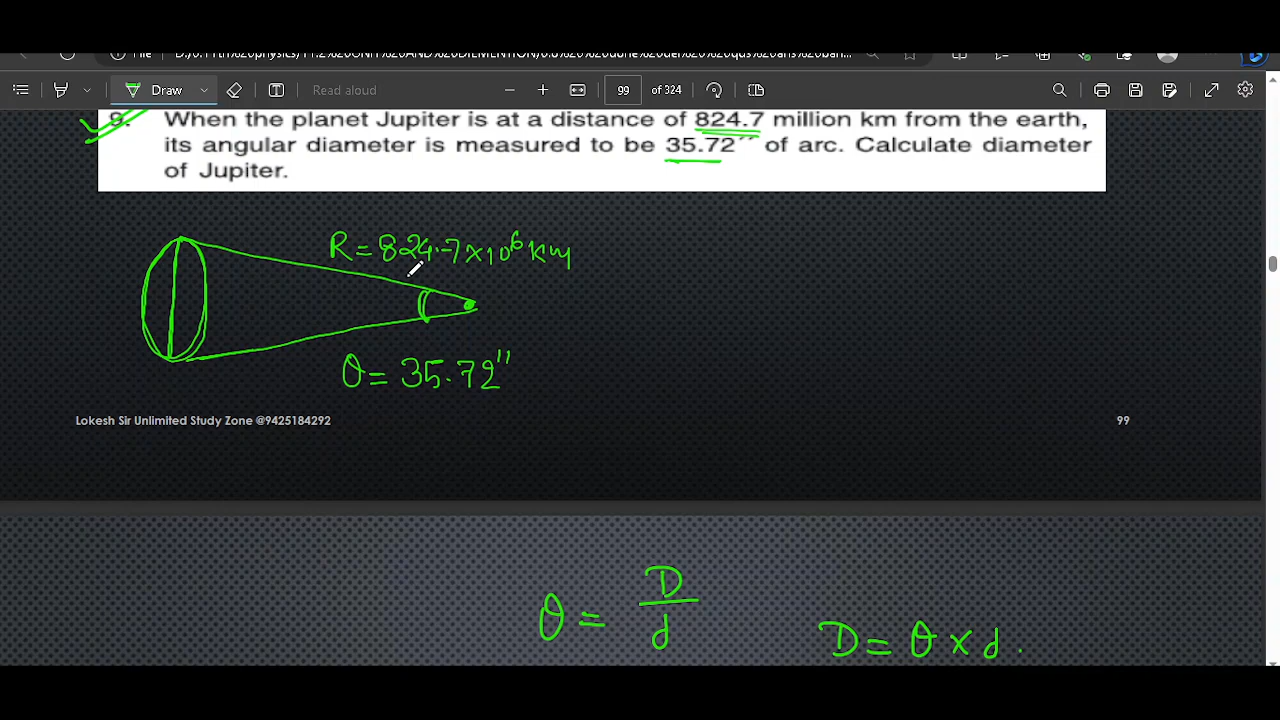 File
Draw
Read aloud
99 of 324
9. When the planet Jupiter is at a distance of 824.7 million km from the earth,
its angular diameter is measured to be 35.72″ of arc. Calculate diameter
of Jupiter.
R = 824.7×10⁶ km
θ = 35.72"
Lokesh Sir Unlimited Study Zone @9425184292
99
θ = D/d
D = θ × d.